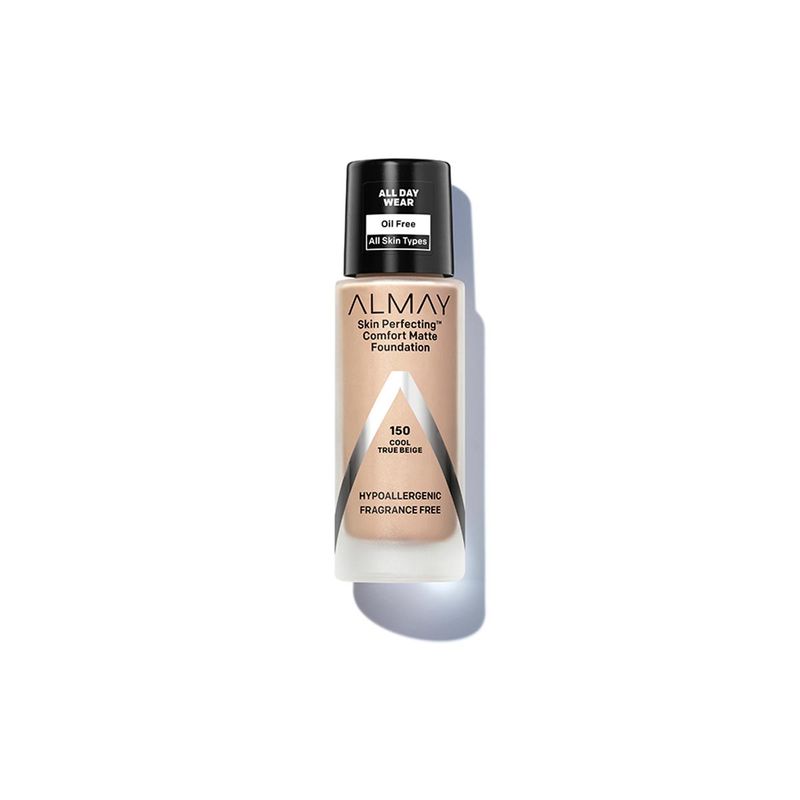 ALL DAY
WEAR
Oil Free
All Skin Types
ALMAY
Skin Perfecting™
Comfort Matte
Foundation
150
COOL
TRUE BEIGE
HYPOALLERGENIC
FRAGRANCE FREE